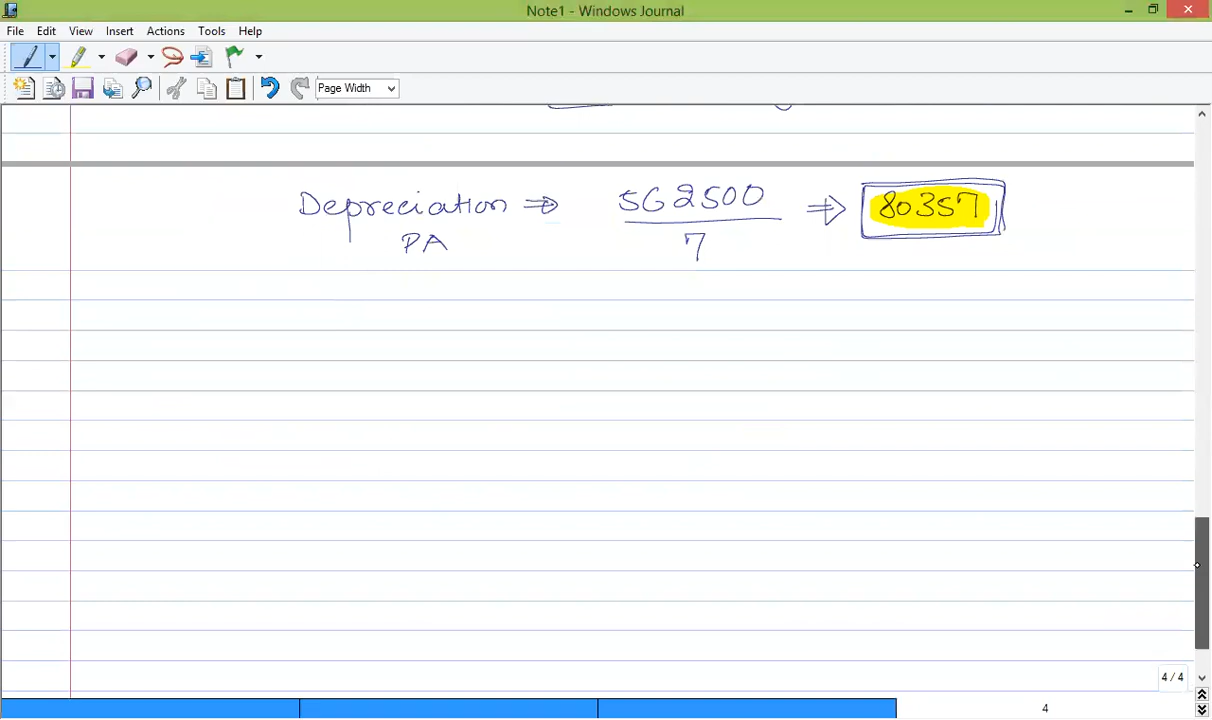 Note1 - Windows Journal
File Edit View Insert Actions Tools Help
Page Width
Depreciation ⇒ 562500 ⇒ 80357
PA 7
4 / 4
4